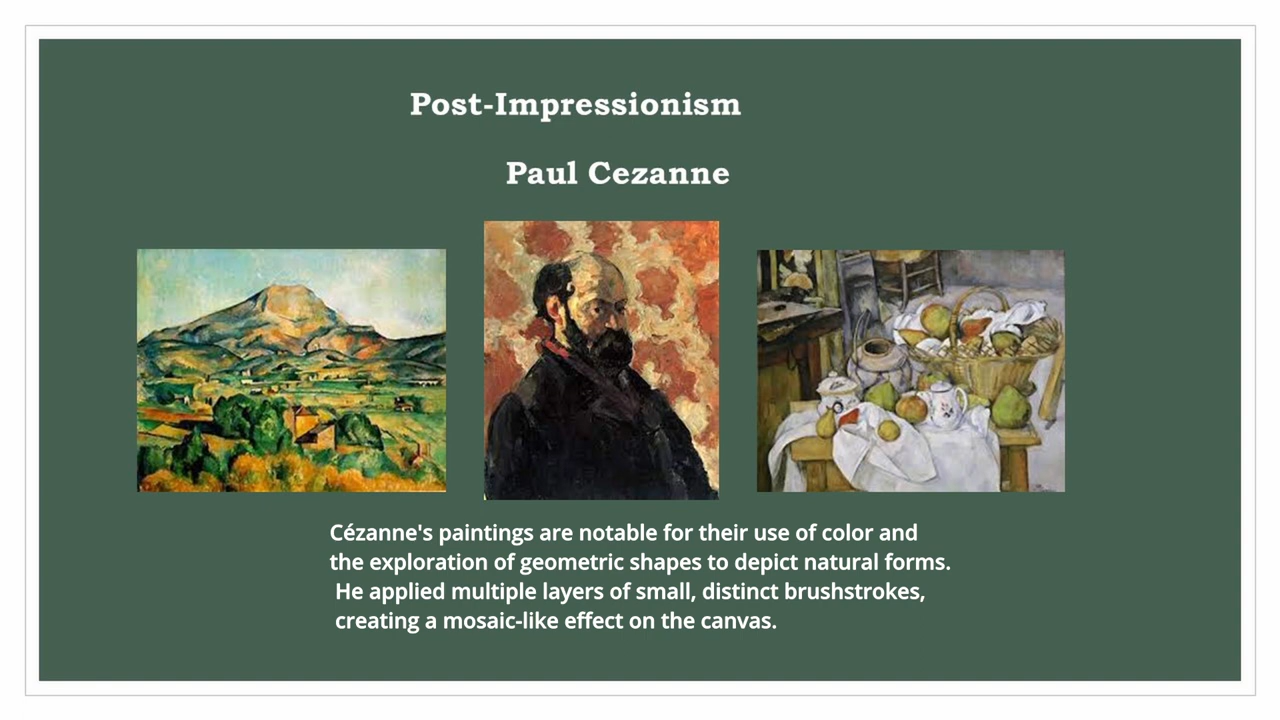 Post-Impressionism
Paul Cezanne
Cézanne's paintings are notable for their use of color and
the exploration of geometric shapes to depict natural forms.
He applied multiple layers of small, distinct brushstrokes,
creating a mosaic-like effect on the canvas.